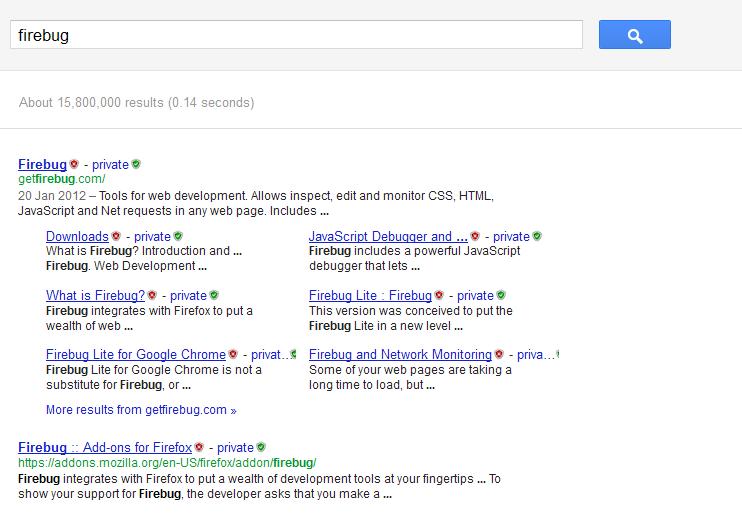 firebug
About 15,800,000 results (0.14 seconds)
Firebug - private
getfirebug.com/
20 Jan 2012 – Tools for web development. Allows inspect, edit and monitor CSS, HTML,
JavaScript and Net requests in any web page. Includes ...
Downloads - private
What is Firebug? Introduction and ...
Firebug. Web Development ...
JavaScript Debugger and ... - private
Firebug includes a powerful JavaScript
debugger that lets ...
What is Firebug? - private
Firebug integrates with Firefox to put a
wealth of web ...
Firebug Lite : Firebug - private
This version was conceived to put the
Firebug Lite in a new level ...
Firebug Lite for Google Chrome - privat...
Firebug Lite for Google Chrome is not a
substitute for Firebug, or ...
Firebug and Network Monitoring - priva...
Some of your web pages are taking a
long time to load, but ...
More results from getfirebug.com »
Firebug :: Add-ons for Firefox - private
https://addons.mozilla.org/en-US/firefox/addon/firebug/
Firebug integrates with Firefox to put a wealth of development tools at your fingertips ... To
show your support for Firebug, the developer asks that you make a ...